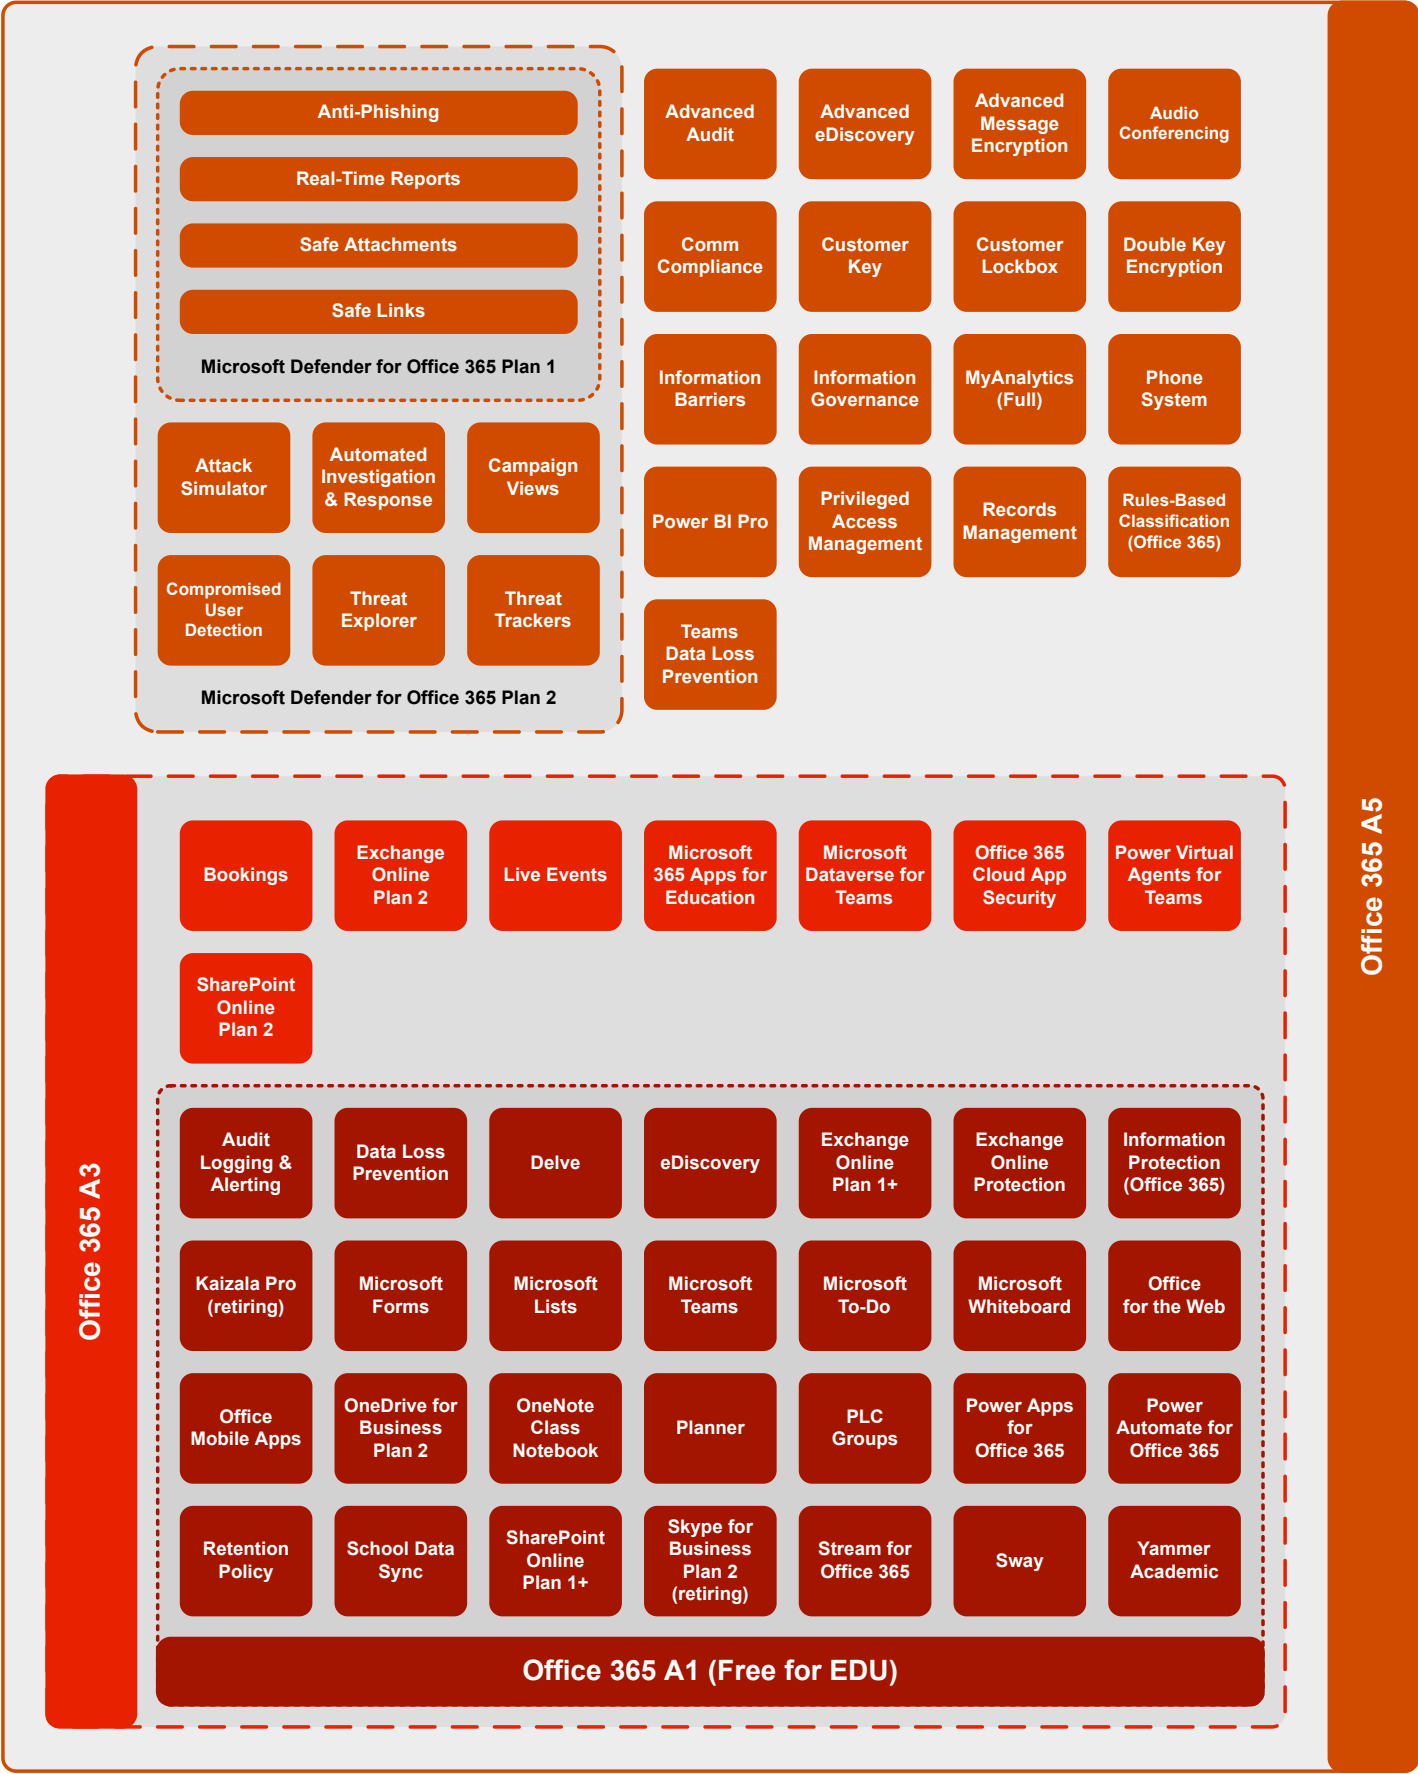 Anti-Phishing
Real-Time Reports
Safe Attachments
Safe Links
Microsoft Defender for Office 365 Plan 1
Attack
Simulator
Automated
Investigation
& Response
Campaign
Views
Compromised
User
Detection
Threat
Explorer
Threat
Trackers
Microsoft Defender for Office 365 Plan 2
Advanced
Audit
Advanced
eDiscovery
Advanced
Message
Encryption
Audio
Conferencing
Comm
Compliance
Customer
Key
Customer
Lockbox
Double Key
Encryption
Information
Barriers
Information
Governance
MyAnalytics
(Full)
Phone
System
Power BI Pro
Privileged
Access
Management
Records
Management
Rules-Based
Classification
(Office 365)
Teams
Data Loss
Prevention
Office 365 A5
Office 365 A3
Bookings
Exchange
Online
Plan 2
Live Events
Microsoft
365 Apps for
Education
Microsoft
Dataverse for
Teams
Office 365
Cloud App
Security
Power Virtual
Agents for
Teams
SharePoint
Online
Plan 2
Audit
Logging &
Alerting
Data Loss
Prevention
Delve
eDiscovery
Exchange
Online
Plan 1+
Exchange
Online
Protection
Information
Protection
(Office 365)
Kaizala Pro
(retiring)
Microsoft
Forms
Microsoft
Lists
Microsoft
Teams
Microsoft
To-Do
Microsoft
Whiteboard
Office
for the Web
Office
Mobile Apps
OneDrive for
Business
Plan 2
OneNote
Class
Notebook
Planner
PLC
Groups
Power Apps
for
Office 365
Power
Automate for
Office 365
Retention
Policy
School Data
Sync
SharePoint
Online
Plan 1+
Skype for
Business
Plan 2
(retiring)
Stream for
Office 365
Sway
Yammer
Academic
Office 365 A1 (Free for EDU)